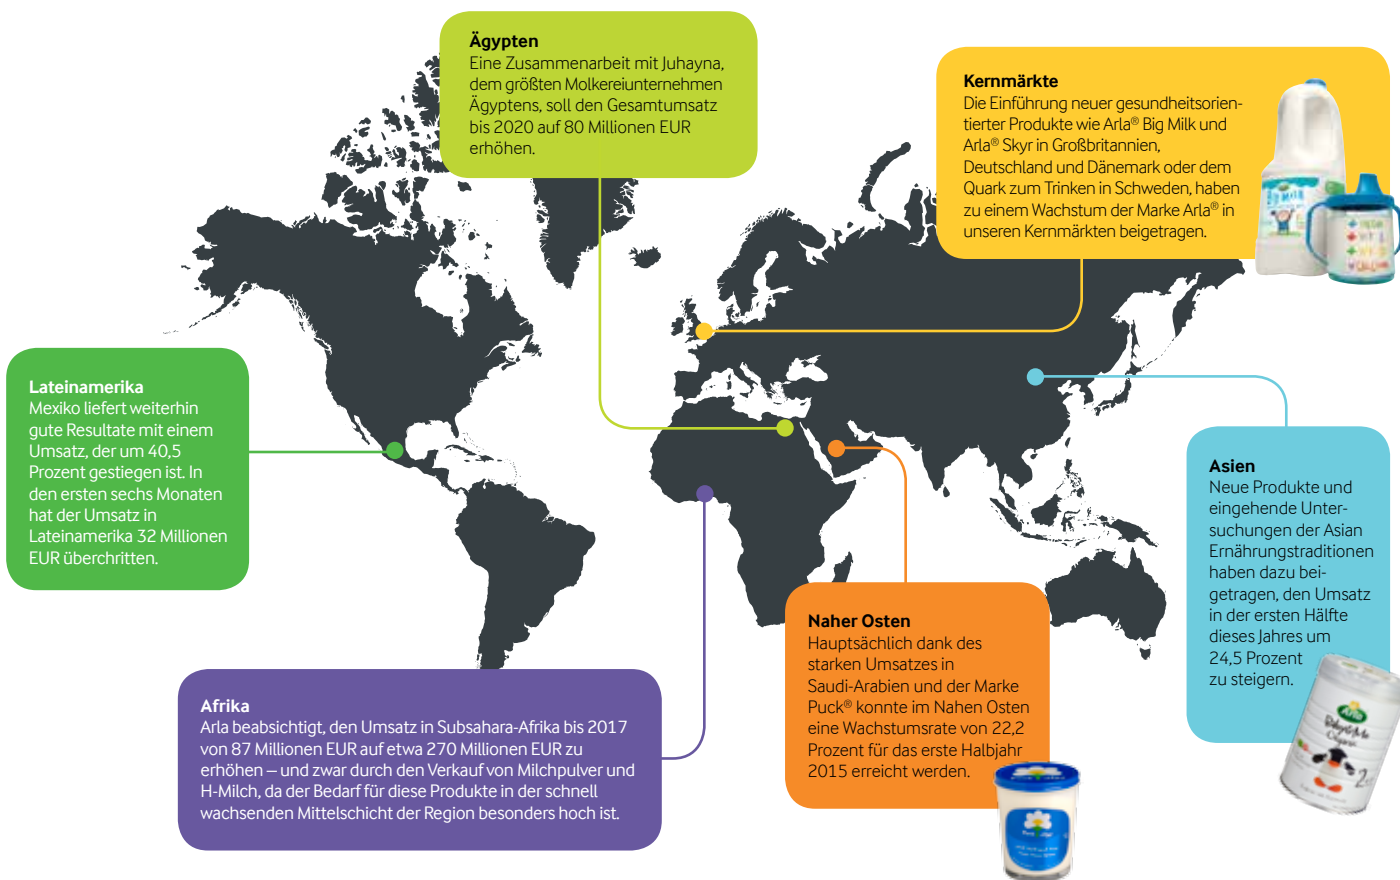 Ägypten
Eine Zusammenarbeit mit Juhayna,
dem größten Molkereiunternehmen
Ägyptens, soll den Gesamtumsatz
bis 2020 auf 80 Millionen EUR
erhöhen.
Kernmärkte
Die Einführung neuer gesundheitsorien-
tierter Produkte wie Arla® Big Milk und
Arla® Skyr in Großbritannien,
Deutschland und Dänemark oder dem
Quark zum Trinken in Schweden, haben
zu einem Wachstum der Marke Arla® in
unseren Kernmärkten beigetragen.
Lateinamerika
Mexiko liefert weiterhin
gute Resultate mit einem
Umsatz, der um 40,5
Prozent gestiegen ist. In
den ersten sechs Monaten
hat der Umsatz in
Lateinamerika 32 Millionen
EUR überchritten.
Asien
Neue Produkte und
eingehende Unter-
suchungen der Asian
Ernährungstraditionen
haben dazu bei-
getragen, den Umsatz
in der ersten Hälfte
dieses Jahres um
24,5 Prozent
zu steigern.
Naher Osten
Hauptsächlich dank des
starken Umsatzes in
Saudi-Arabien und der Marke
Puck® konnte im Nahen Osten
eine Wachstumsrate von 22,2
Prozent für das erste Halbjahr
2015 erreicht werden.
Afrika
Arla beabsichtigt, den Umsatz in Subsahara-Afrika bis 2017
von 87 Millionen EUR auf etwa 270 Millionen EUR zu
erhöhen – und zwar durch den Verkauf von Milchpulver und
H-Milch, da der Bedarf für diese Produkte in der schnell
wachsenden Mittelschicht der Region besonders hoch ist.
Arla
Baby&Me
Organic
2